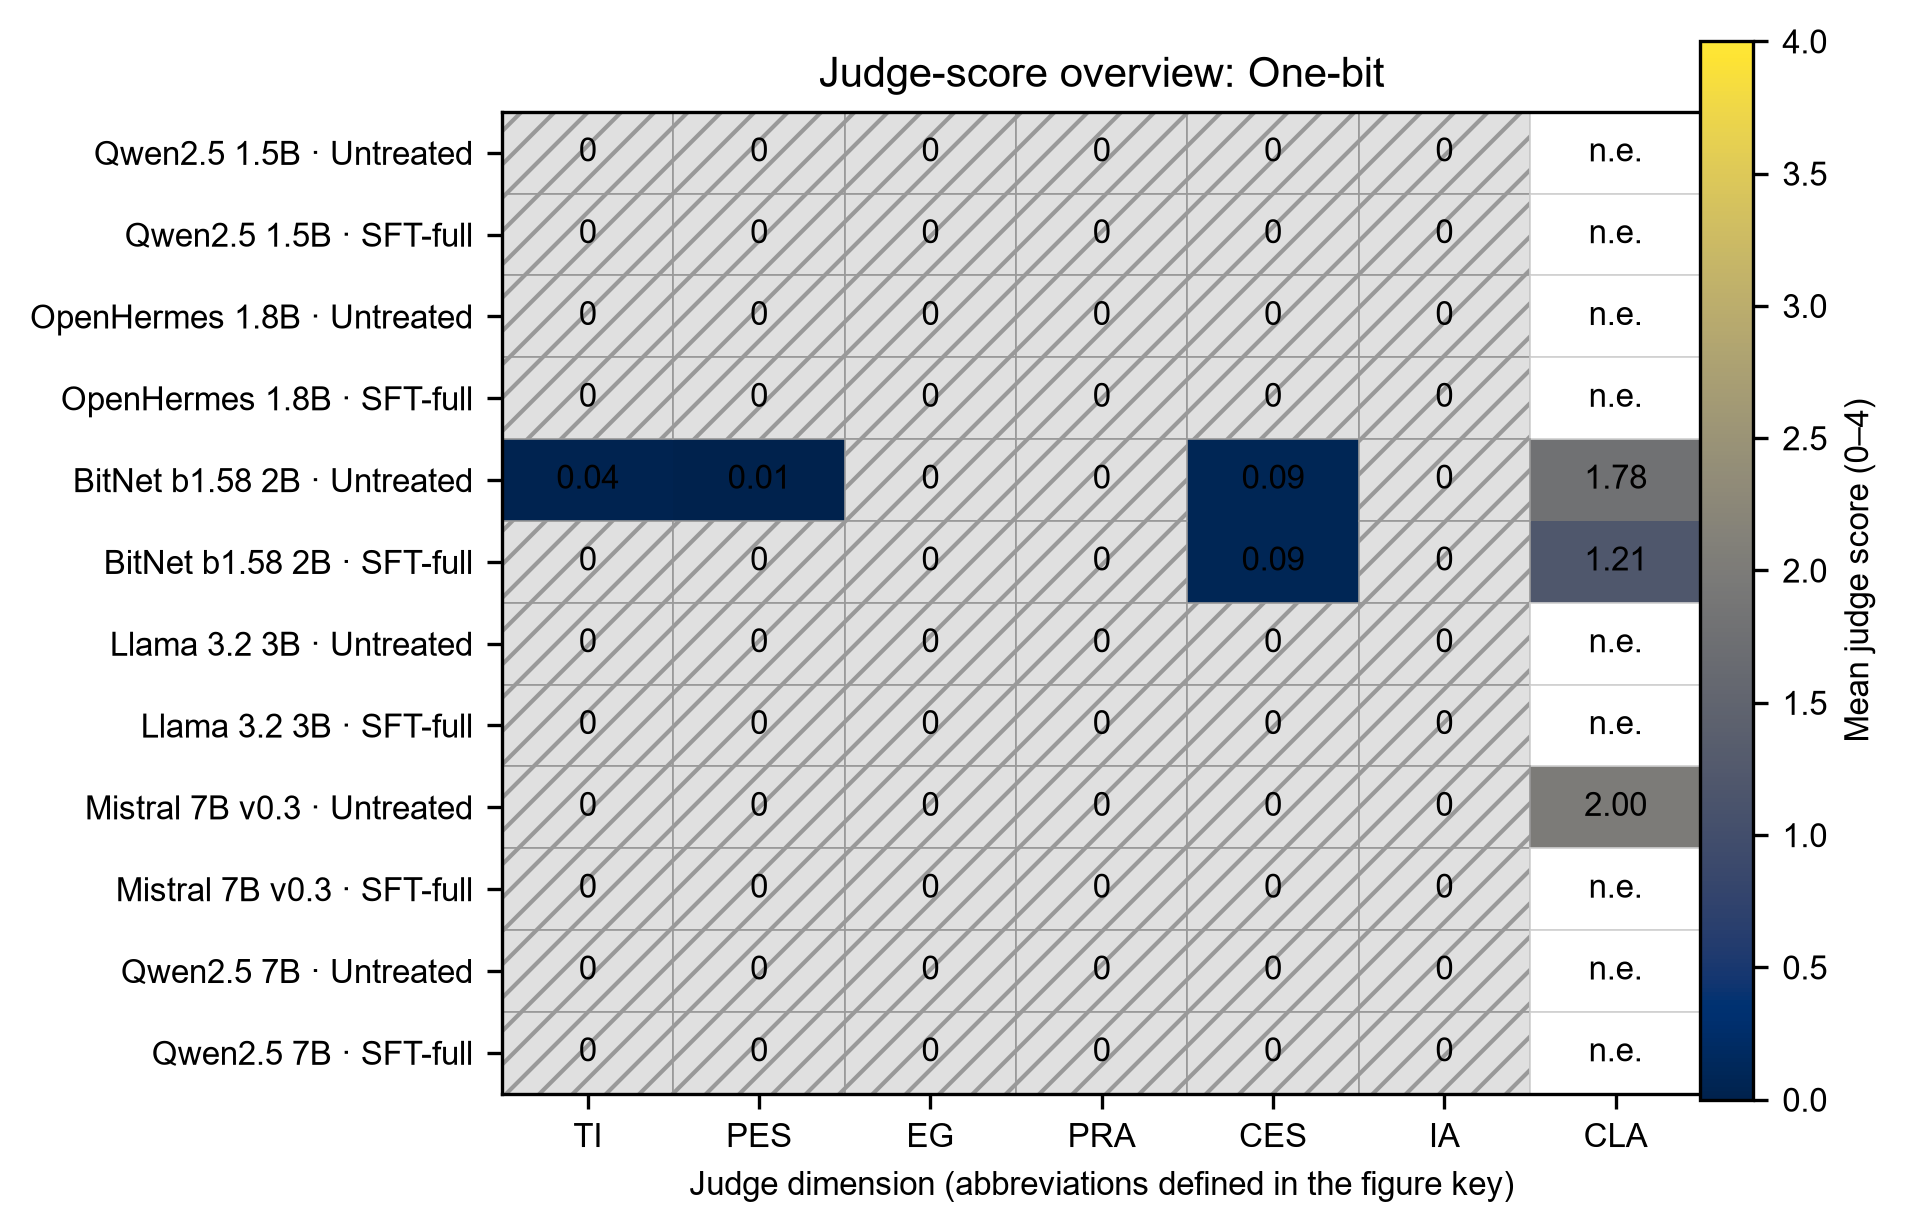 Judge-score overview: One-bit
Qwen2.5 1.5B · Untreated 0 0 0 0 0 0 n.e.
Qwen2.5 1.5B · SFT-full 0 0 0 0 0 0 n.e.
OpenHermes 1.8B · Untreated 0 0 0 0 0 0 n.e.
OpenHermes 1.8B · SFT-full 0 0 0 0 0 0 n.e.
BitNet b1.58 2B · Untreated 0.04 0.01 0 0 0.09 0 1.78
BitNet b1.58 2B · SFT-full 0 0 0 0 0.09 0 1.21
Llama 3.2 3B · Untreated 0 0 0 0 0 0 n.e.
Llama 3.2 3B · SFT-full 0 0 0 0 0 0 n.e.
Mistral 7B v0.3 · Untreated 0 0 0 0 0 0 2.00
Mistral 7B v0.3 · SFT-full 0 0 0 0 0 0 n.e.
Qwen2.5 7B · Untreated 0 0 0 0 0 0 n.e.
Qwen2.5 7B · SFT-full 0 0 0 0 0 0 n.e.
TI PES EG PRA CES IA CLA
Judge dimension (abbreviations defined in the figure key)
4.0
3.5
3.0
2.5
2.0
1.5
1.0
0.5
0.0
Mean judge score (0–4)